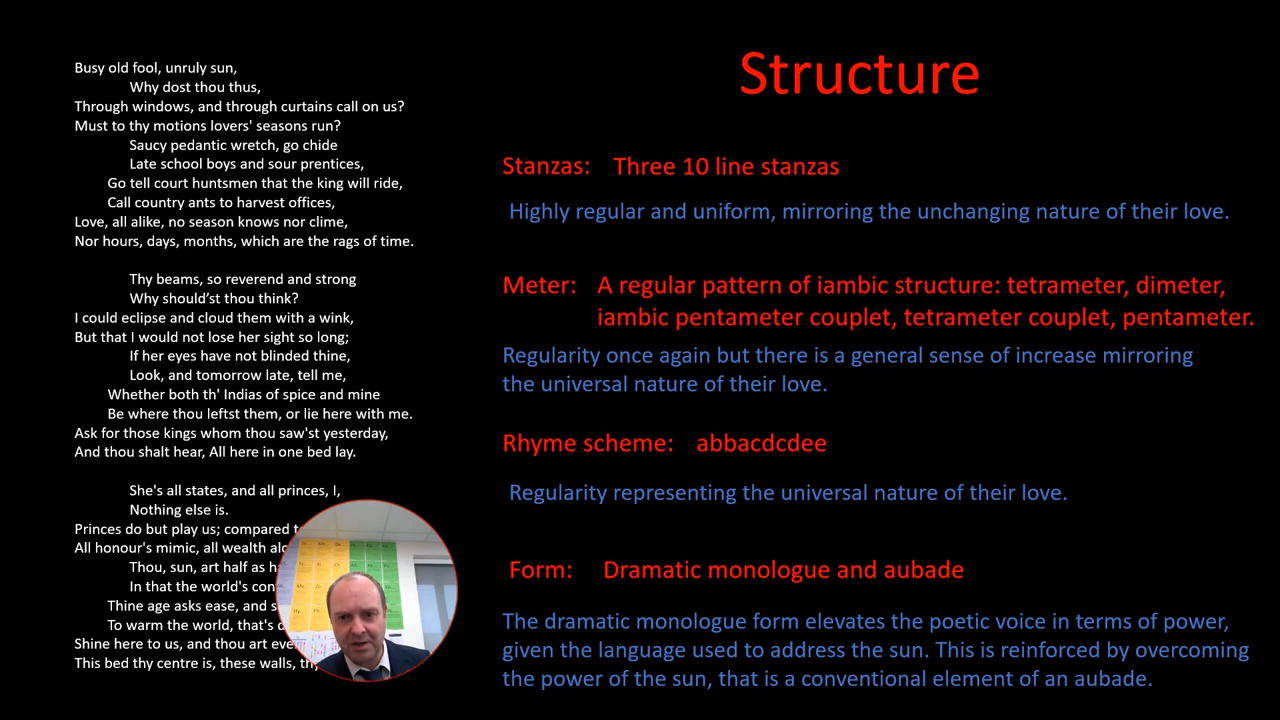 Busy old fool, unruly sun,
Why dost thou thus,
Through windows, and through curtains call on us?
Must to thy motions lovers' seasons run?
Saucy pedantic wretch, go chide
Late school boys and sour prentices,
Go tell court huntsmen that the king will ride,
Call country ants to harvest offices,
Love, all alike, no season knows nor clime,
Nor hours, days, months, which are the rags of time.
Thy beams, so reverend and strong
Why should’st thou think?
I could eclipse and cloud them with a wink,
But that I would not lose her sight so long;
If her eyes have not blinded thine,
Look, and tomorrow late, tell me,
Whether both th' Indias of spice and mine
Be where thou leftst them, or lie here with me.
Ask for those kings whom thou saw'st yesterday,
And thou shalt hear, All here in one bed lay.
She's all states, and all princes, I,
Nothing else is.
Princes do but play us; compared
All honour's mimic, all wealth
Thou, sun, art half as
In that the world's
Thine age asks ease, and
To warm the world, that's
Shine here to us, and thou art
This bed thy centre is, these walls,
Structure
Stanzas: Three 10 line stanzas
Highly regular and uniform, mirroring the unchanging nature of their love.
Meter: A regular pattern of iambic structure: tetrameter, dimeter,
iambic pentameter couplet, tetrameter couplet, pentameter.
Regularity once again but there is a general sense of increase mirroring
the universal nature of their love.
Rhyme scheme: abbacdcdee
Regularity representing the universal nature of their love.
Form: Dramatic monologue and aubade
The dramatic monologue form elevates the poetic voice in terms of power,
given the language used to address the sun. This is reinforced by overcoming
the power of the sun, that is a conventional element of an aubade.